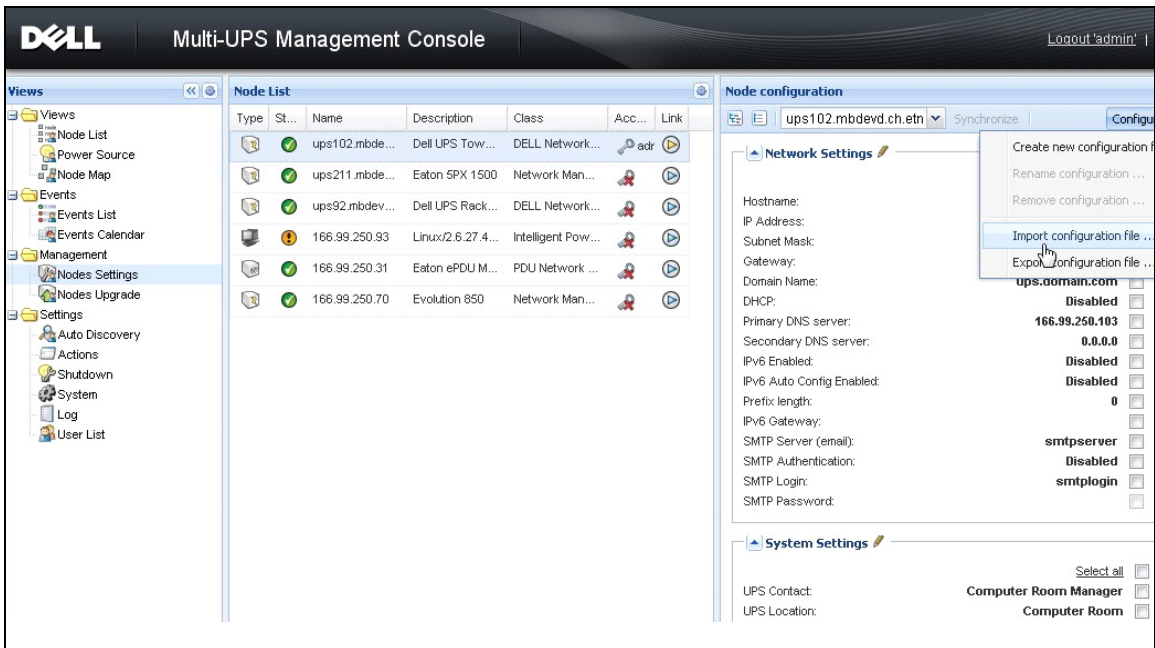 DELL Multi-UPS Management Console Logout 'admin' |
Views
Views
Node List
Power Source
Node Map
Events
Events List
Events Calendar
Management
Nodes Settings
Nodes Upgrade
Settings
Auto Discovery
Actions
Shutdown
System
Log
User List
Node List
Type St... Name Description Class Acc... Link
ups102.mbde... Dell UPS Tow... DELL Network... adr
ups211.mbde... Eaton 5PX 1500 Network Man...
ups92.mbdev... Dell UPS Rack... DELL Network...
166.99.250.93 Linux/2.6.27.4... Intelligent Pow...
166.99.250.31 Eaton ePDU M... PDU Network ...
166.99.250.70 Evolution 850 Network Man...
Node configuration
ups102.mbdevd.ch.etn Synchronize Configu
Create new configuration f
Rename configuration ...
Remove configuration ...
Import configuration file ...
Export configuration file ...
Network Settings
Hostname:
IP Address:
Subnet Mask:
Gateway:
Domain Name: ups.domain.com
DHCP: Disabled
Primary DNS server: 166.99.250.103
Secondary DNS server: 0.0.0.0
IPv6 Enabled: Disabled
IPv6 Auto Config Enabled: Disabled
Prefix length: 0
IPv6 Gateway:
SMTP Server (email): smtpserver
SMTP Authentication: Disabled
SMTP Login: smtplogin
SMTP Password:
System Settings
Select all
UPS Contact: Computer Room Manager
UPS Location: Computer Room